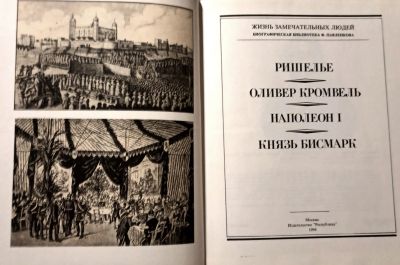 ЖИЗНЬ ЗАМЕЧАТЕЛЬНЫХ ЛЮДЕЙ
БИОГРАФИЧЕСКАЯ БИБЛИОТЕКА Ф. ПАВЛЕНКОВА
РИШЕЛЬЕ
ОЛИВЕР КРОМВЕЛЬ
НАПОЛЕОН I
КНЯЗЬ БИСМАРК
Москва
Издательство "Республика"